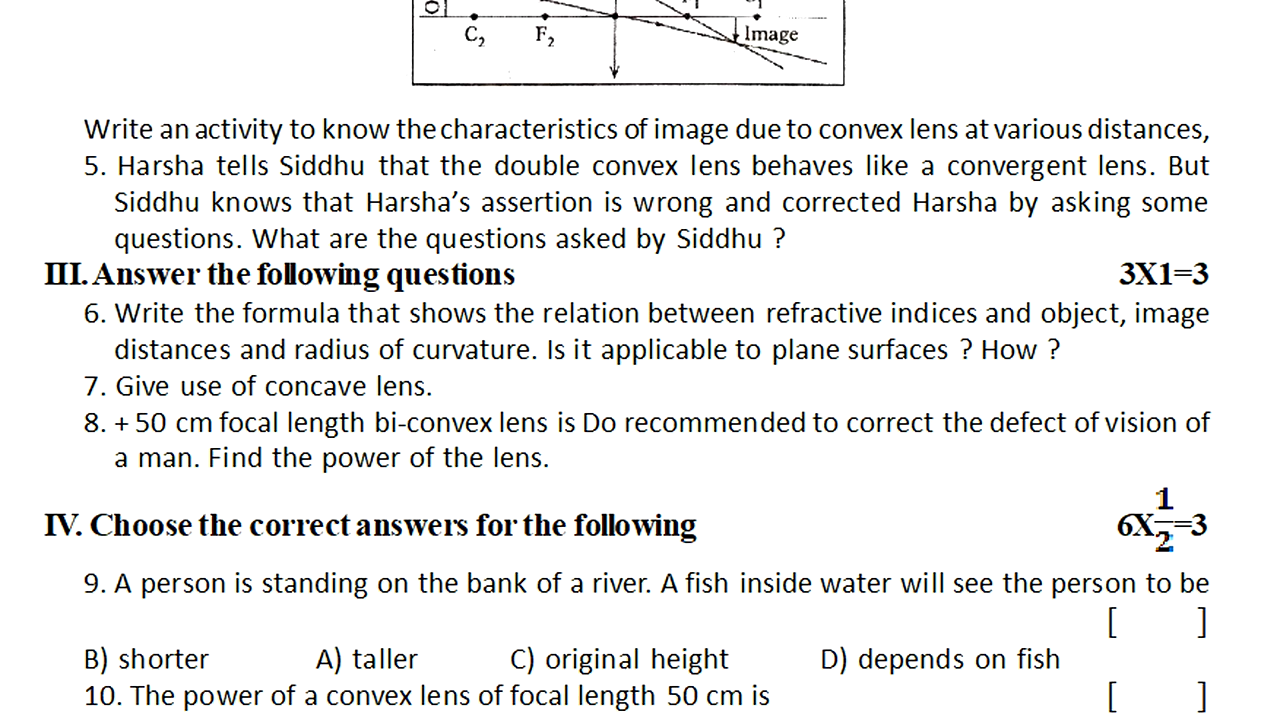 C₂ F₂ Image
Write an activity to know the characteristics of image due to convex lens at various distances,
5. Harsha tells Siddhu that the double convex lens behaves like a convergent lens. But
Siddhu knows that Harsha's assertion is wrong and corrected Harsha by asking some
questions. What are the questions asked by Siddhu ?
III. Answer the following questions 3X1=3
6. Write the formula that shows the relation between refractive indices and object, image
distances and radius of curvature. Is it applicable to plane surfaces ? How ?
7. Give use of concave lens.
8. + 50 cm focal length bi-convex lens is Do recommended to correct the defect of vision of
a man. Find the power of the lens.
IV. Choose the correct answers for the following 6X1/2=3
9. A person is standing on the bank of a river. A fish inside water will see the person to be
[ ]
B) shorter A) taller C) original height D) depends on fish
10. The power of a convex lens of focal length 50 cm is [ ]